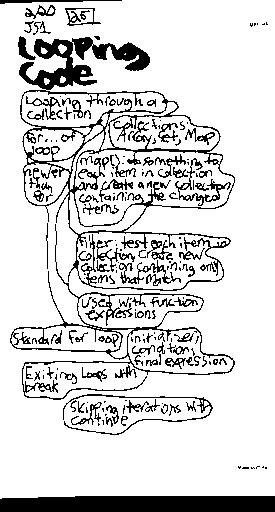 2/20 25
JS1
Looping
Code
Looping through a
collection
for...of
loop
newer
than
for
Collections:
Array, Set, Map
map(): do something to
each item in collection
and create a new collection
containing the changed
items
filter: test each item in
collection, create new
collection containing only
items that match
Used with function
expressions
Standard for loop
initializer,
condition,
final expression
Exiting Loops with
break
Skipping iterations with
continue